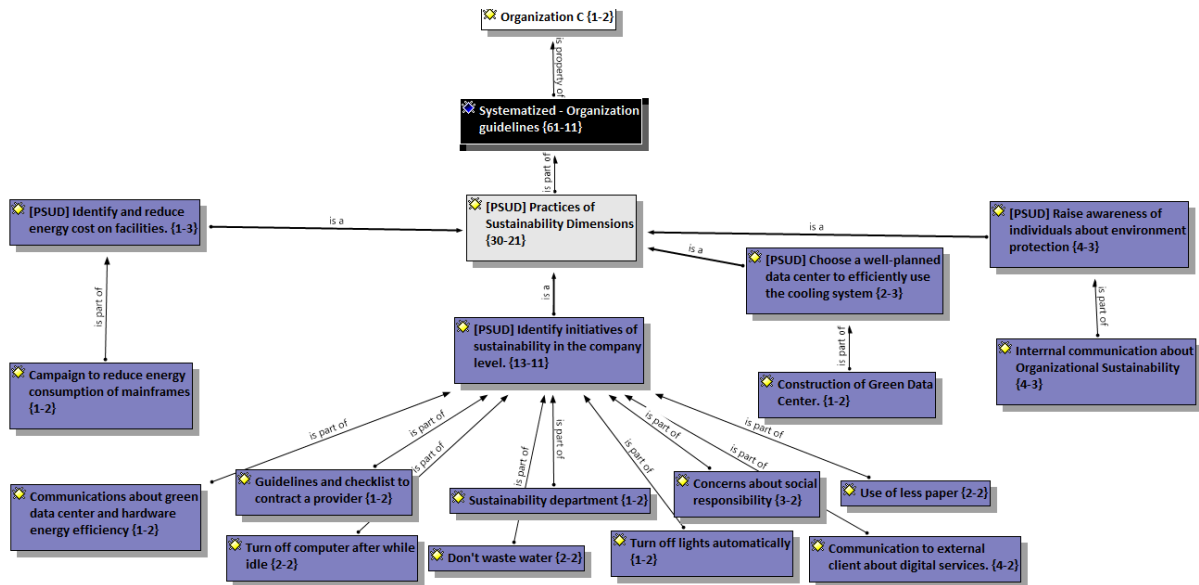 Organization C {1-2}
is property of
Systematized - Organization
guidelines {61-11}
is part of
[PSUD] Identify and reduce
energy cost on facilities. {1-3}
is a
[PSUD] Practices of
Sustainability Dimensions
{30-21}
is a
[PSUD] Raise awareness of
individuals about environment
protection {4-3}
is a
[PSUD] Choose a well-planned
data center to efficiently use
the cooling system {2-3}
is part of
is a
is part of
is part of
[PSUD] Identify initiatives of
sustainability in the company
level. {13-11}
Internnal communication about
Organizational Sustainability
{4-3}
Campaign to reduce energy
consumption of mainframes
{1-2}
Construction of Green Data
Center. {1-2}
is part of
is part of
is part of
is part of
is part of
is part of
is part of
is part of
is part of
Communications about green
data center and hardware
energy efficiency {1-2}
Guidelines and checklist to
contract a provider {1-2}
Sustainability department {1-2}
Concerns about social
responsibility {3-2}
Use of less paper {2-2}
Turn off computer after while
idle {2-2}
Don't waste water {2-2}
Turn off lights automatically
{1-2}
Communication to external
client about digital services. {4-2}